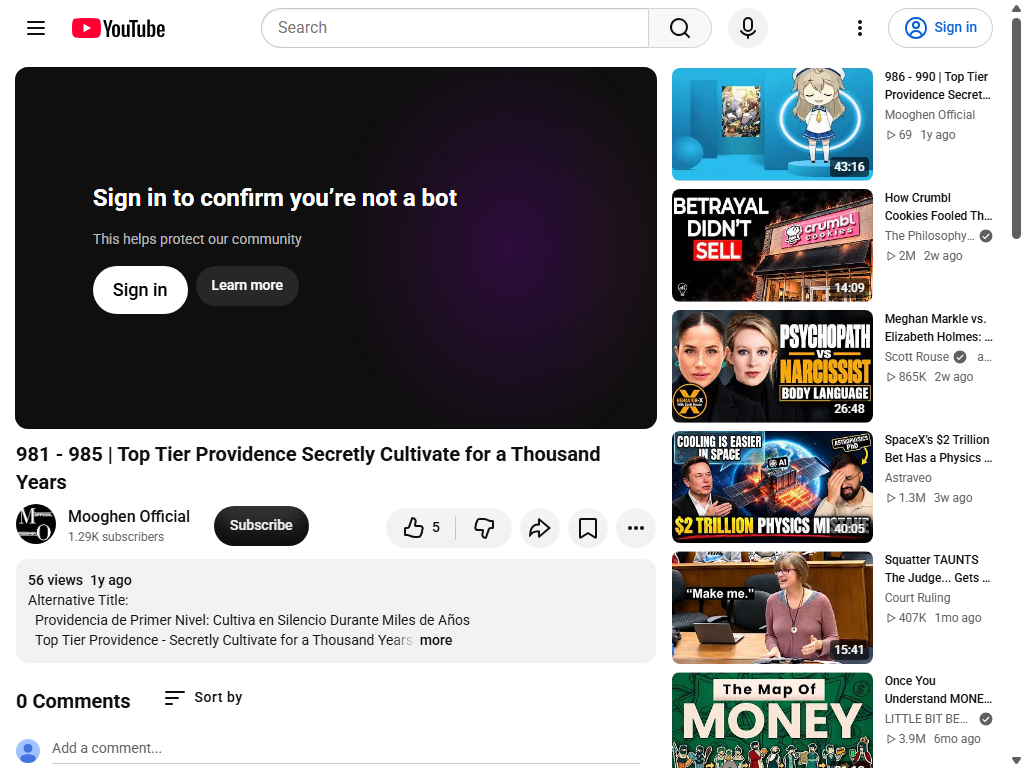 YouTube
Search
Sign in
Sign in to confirm you're not a bot
This helps protect our community
Sign in
Learn more
981 - 985 | Top Tier Providence Secretly Cultivate for a Thousand
Years
Mooghen Official
1.29K subscribers
Subscribe
5
56 views 1y ago
Alternative Title:
Providencia de Primer Nivel: Cultiva en Silencio Durante Miles de Años
Top Tier Providence - Secretly Cultivate for a Thousand Years more
0 Comments
Sort by
Add a comment...
43:16
986 - 990 | Top Tier
Providence Secret...
Mooghen Official
69 1y ago
BETRAYAL
DIDN'T
SELL
crumbl
cookies
14:09
How Crumbl
Cookies Fooled Th...
The Philosophy...
2M 2w ago
PSYCHOPATH
VS
NARCISSIST
BODY LANGUAGE
26:48
Meghan Markle vs.
Elizabeth Holmes: ...
Scott Rouse a...
865K 2w ago
COOLING IS EASIER
IN SPACE
AI
ASTROPHYSICS
PhD
$2 TRILLION PHYSICS
40:05
SpaceX's $2 Trillion
Bet Has a Physics ...
Astraveo
1.3M 3w ago
"Make me."
15:41
Squatter TAUNTS
The Judge... Gets ...
Court Ruling
407K 1mo ago
The Map Of
MONEY
Once You
Understand MONE...
LITTLE BIT BE...
3.9M 6mo ago